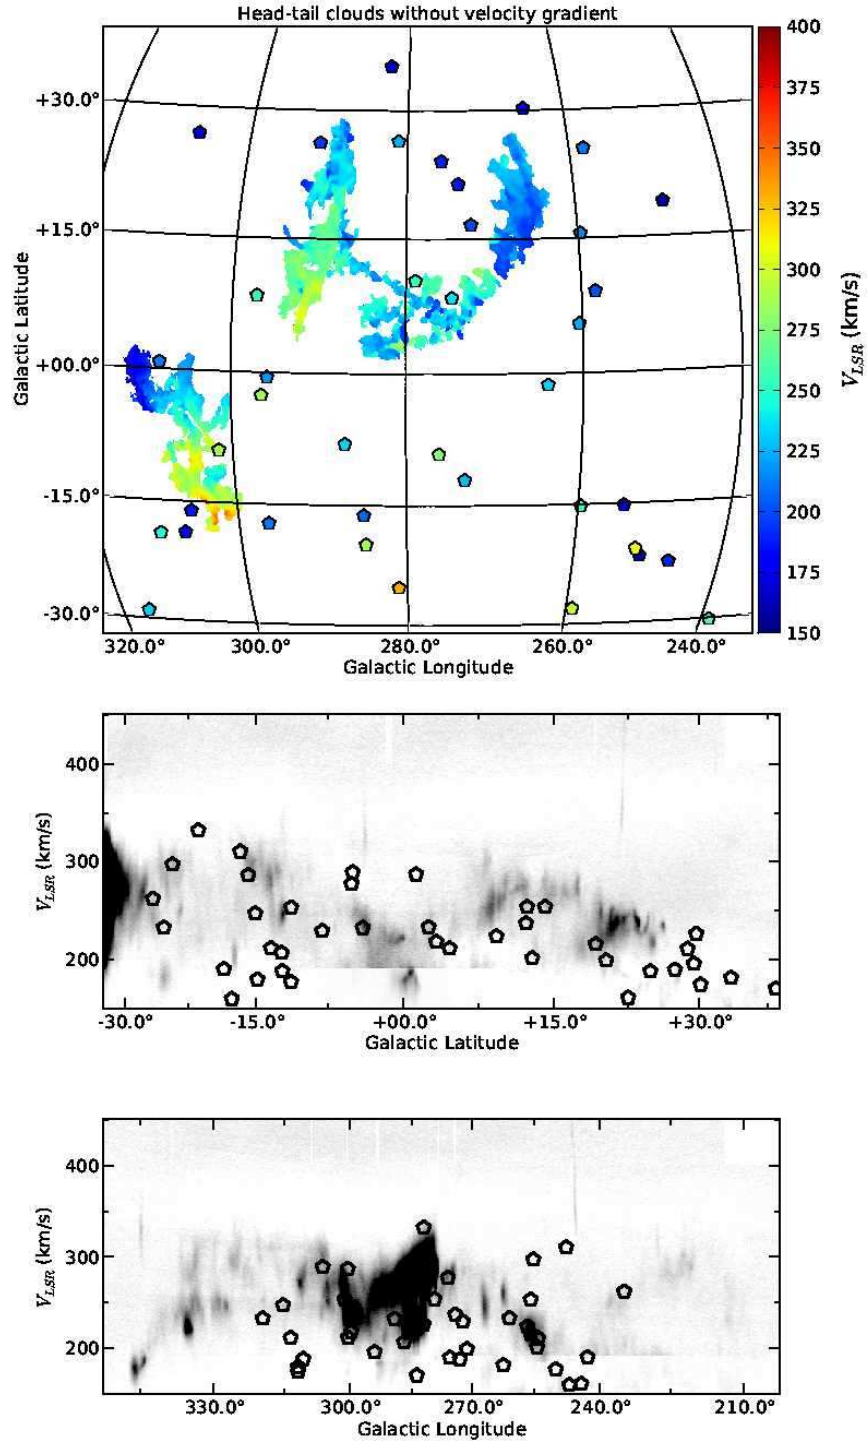 Head-tail clouds without velocity gradient
+30.0°
+15.0°
+00.0°
-15.0°
-30.0°
Galactic Latitude
320.0° 300.0° 280.0° 260.0° 240.0°
Galactic Longitude
400
375
350
325
300
275
250
225
200
175
150
V_LSR (km/s)
400
300
200
V_LSR (km/s)
-30.0° -15.0° +00.0° +15.0° +30.0°
Galactic Latitude
400
300
200
V_LSR (km/s)
330.0° 300.0° 270.0° 240.0° 210.0°
Galactic Longitude